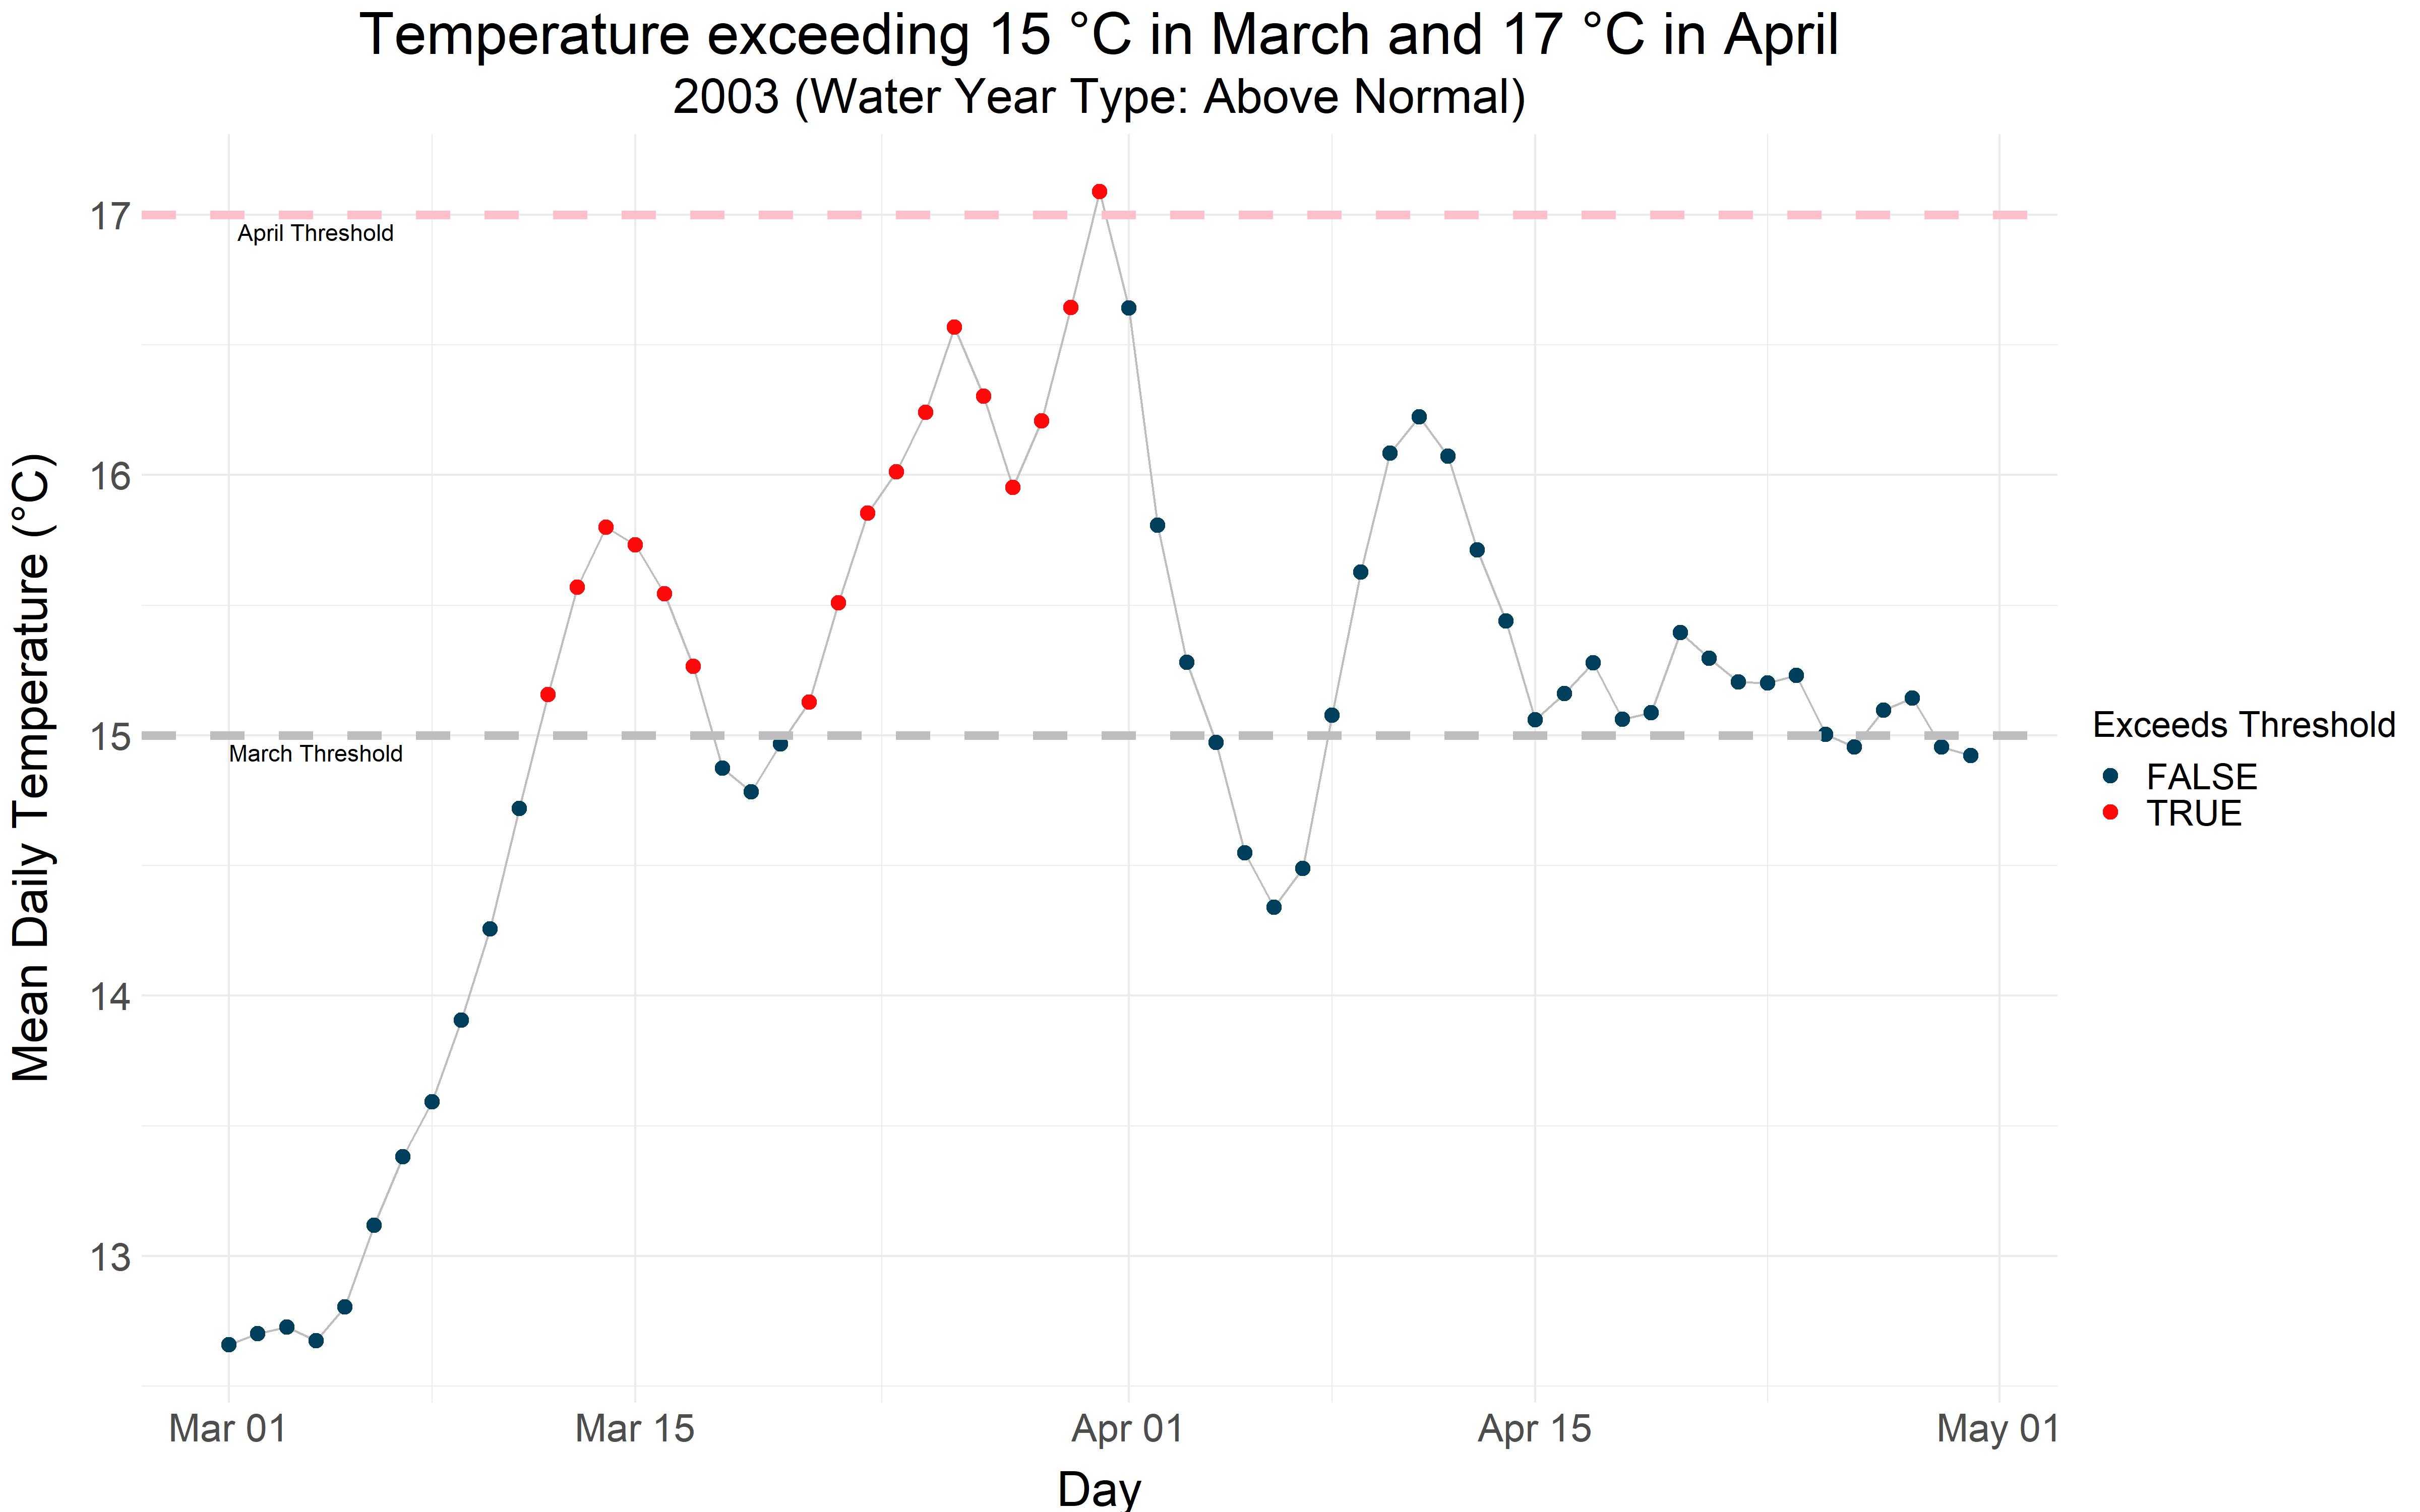 Temperature exceeding 15 °C in March and 17 °C in April
2003 (Water Year Type: Above Normal)
Mean Daily Temperature (°C)
17
April Threshold
16
15
March Threshold
14
13
Mar 01
Mar 15
Apr 01
Apr 15
May 01
Day
Exceeds Threshold
FALSE
TRUE